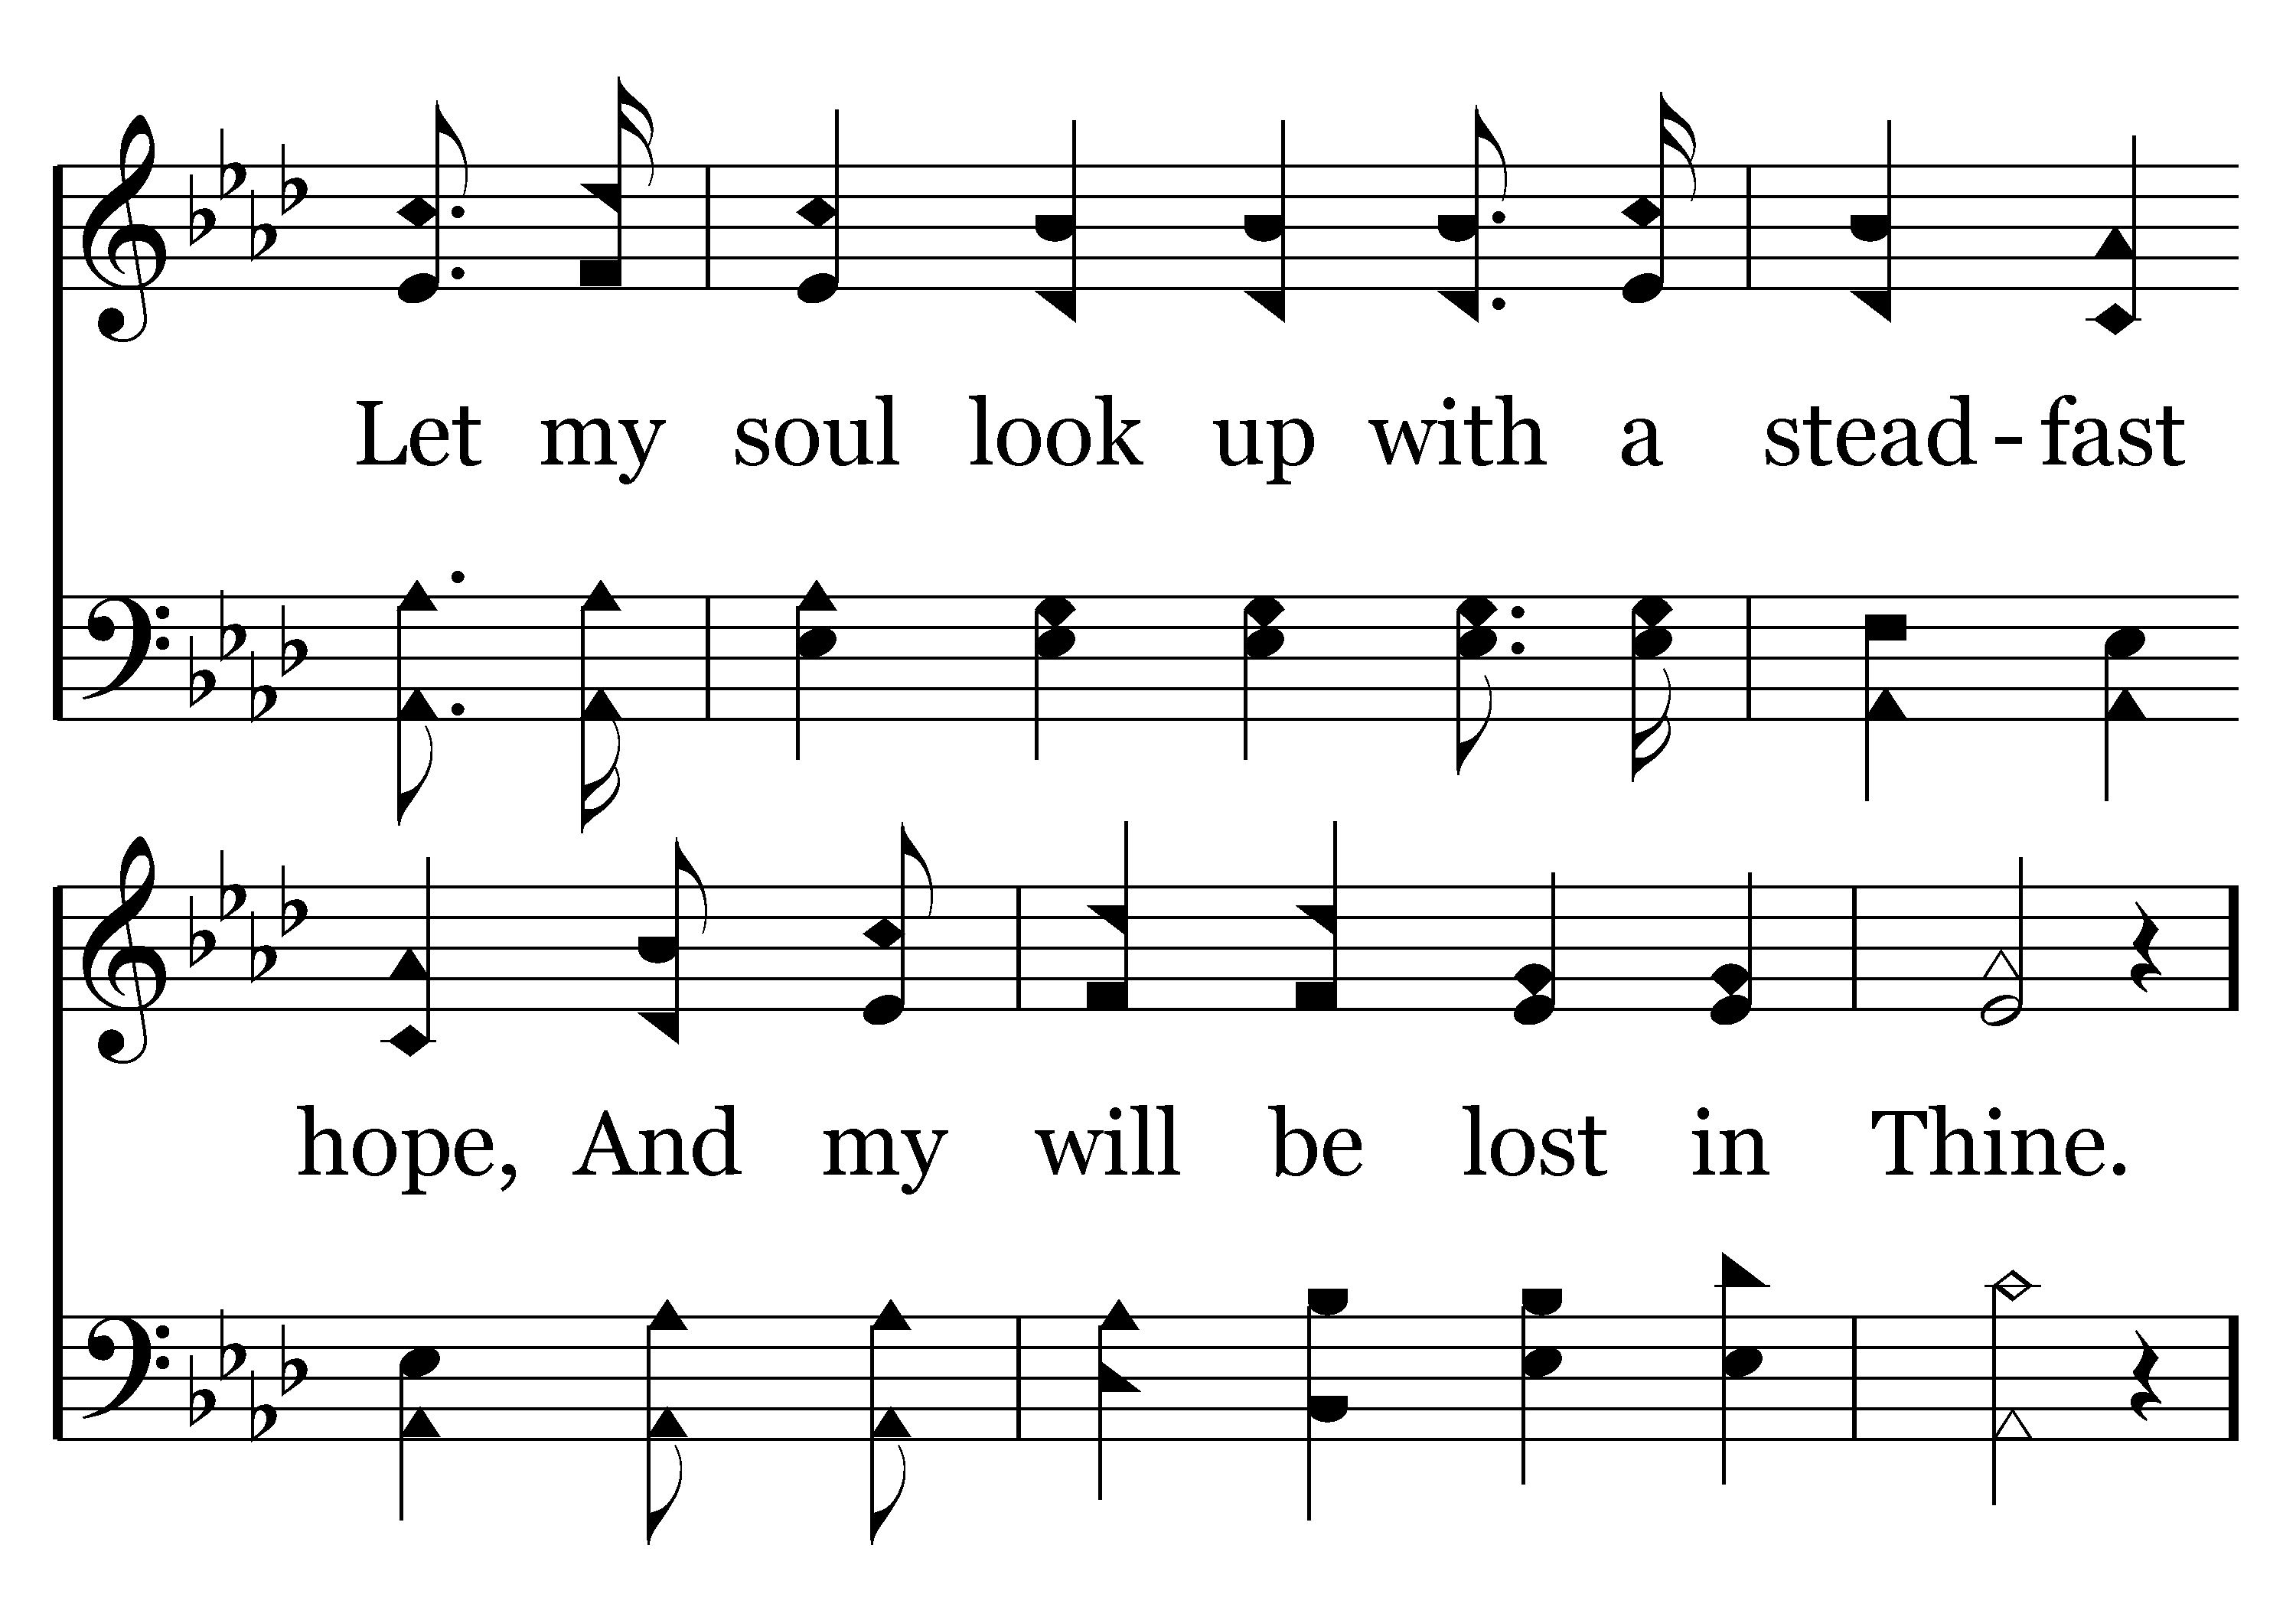 Let my soul look up with a stead-fast
hope, And my will be lost in Thine.